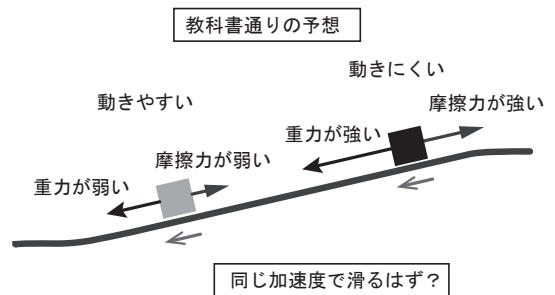 教科書通りの予想
動きにくい
動きやすい
摩擦力が強い
重力が強い
摩擦力が弱い
重力が弱い
同じ加速度で滑るはず？